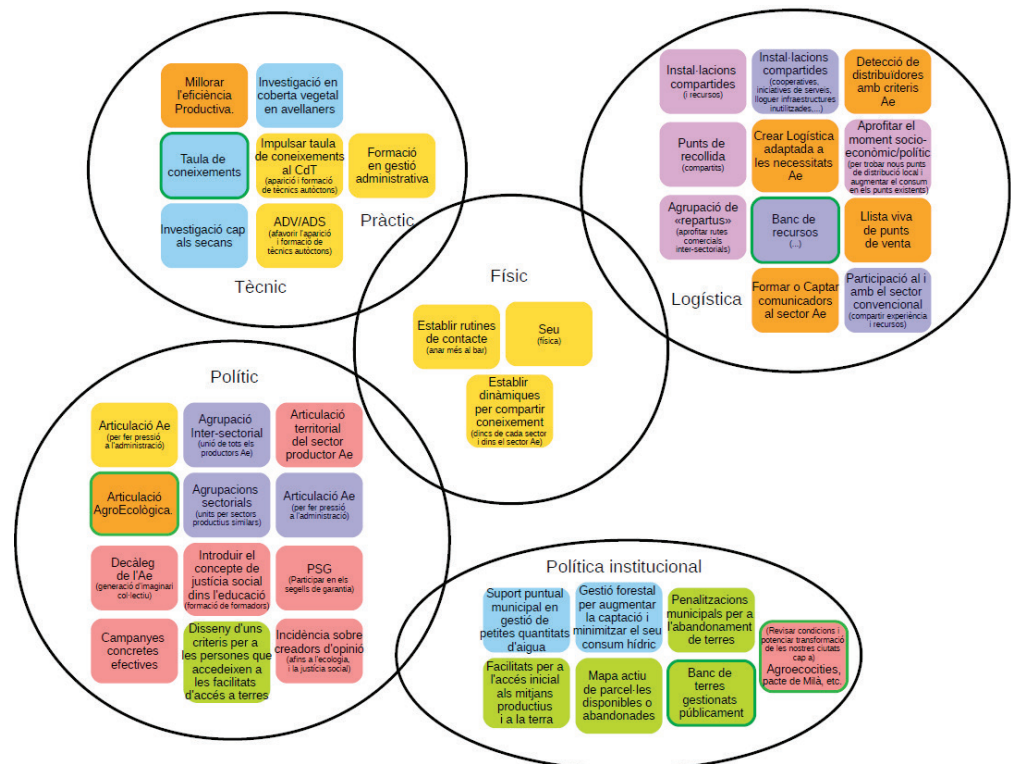 Millorar
l'eficiència
Productiva.
Investigació en
coberta vegetal
en avellaners
Taula de
coneixements
Impulsar taula
de coneixements
al CdT
(aparició i formació
de tècnics autòctons)
Formació
en gestió
administrativa
Investigació cap
als secans
ADV/ADS
(afavorir l'aparició
i formació de
tècnics autòctons)
Pràctic
Tècnic
Instal·lacions
compartides
(i recursos)
Instal·lacions
compartides
(cooperatives,
iniciatives de serveis,
lloguer infraestructures
inutilitzades....)
Detecció de
distribuïdores
amb criteris
Ae
Punts de
recollida
(compartits)
Crear Logística
adaptada a
les necessitats
Ae
Aprofitar el
moment socio-
econòmic/polític
(per trobar nous punts
de distribució local i
augmentar el consum
en els punts existents)
Agrupació de
«repartus»
(aprofitar rutes
comercials
inter-sectorials)
Banc de
recursos
(...)
Llista viva
de punts
de venta
Logística
Formar o Captar
comunicadors
al sector Ae
Participació al i
amb el sector
convencional
(compartir experiència
i recursos)
Físic
Establir rutines
de contacte
(anar més al bar)
Seu
(física)
Establir
dinàmiques
per compartir
coneixement
(dincs de cada sector
i dins el sector Ae)
Polític
Articulació Ae
(per fer pressió
a l'administració)
Agrupació
Inter-sectorial
(unió de tots els
productors Ae)
Articulació
territorial
del sector
productor Ae
Articulació
AgroEcològica.
Agrupacions
sectorials
(units per sectors
productius similars)
Articulació Ae
(per fer pressió
a l'administració)
Decàleg
de l'Ae
(generació d'imaginari
col·lectiu)
Introduir el
concepte de
justícia social
dins l'educació
(formació de formadors)
PSG
(Participar en els
segells de garantia)
Campanyes
concretes
efectives
Disseny d'uns
criteris per a
les persones que
accedeixen a
les facilitats
d'accés a terres
Incidència sobre
creadors d'opinió
(afins a l'ecologia,
i la justícia social)
Política institucional
Suport puntual
municipal en
gestió de
petites quantitats
d'aigua
Gestió forestal
per augmentar
la captació i
minimitzar el seu
consum hídric
Penalitzacions
municipals per a
l'abandonament
de terres
(Revisar condicions i
potenciar transformació
de les nostres ciutats
cap a)
Agroecocities,
pacte de Milà, etc.
Facilitats per a
l'accés inicial
als mitjans
productius
i a la terra
Mapa actiu
de parcel·les
disponibles o
abandonades
Banc de
terres
gestionats
públicament